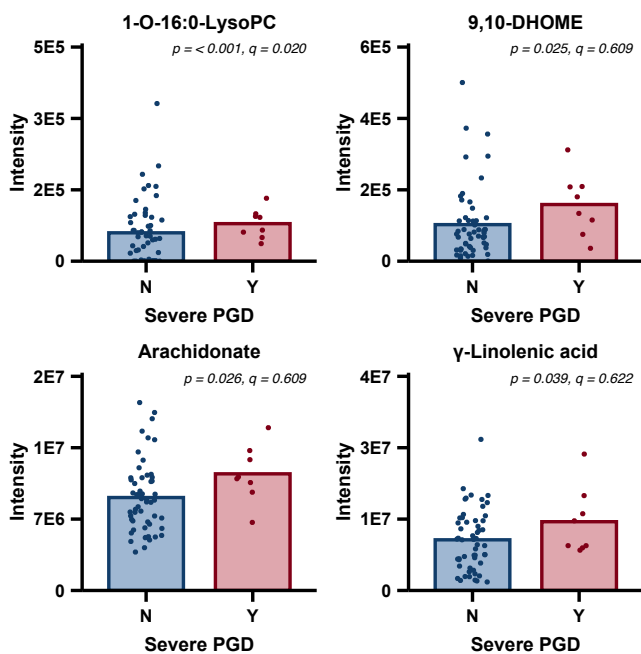 1-O-16:0-LysoPC
p = < 0.001, q = 0.020
5E5
3E5
2E5
0
Intensity
N Y
Severe PGD
9,10-DHOME
p = 0.025, q = 0.609
6E5
4E5
2E5
0
Intensity
N Y
Severe PGD
Arachidonate
p = 0.026, q = 0.609
2E7
1E7
7E6
0
Intensity
N Y
Severe PGD
γ-Linolenic acid
p = 0.039, q = 0.622
4E7
3E7
1E7
0
Intensity
N Y
Severe PGD